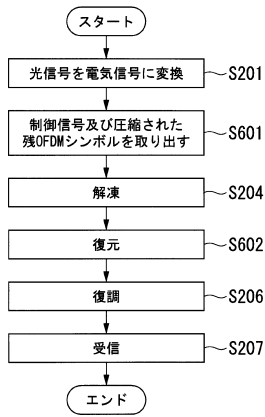 スタート
光信号を電気信号に変換
S201
制御信号及び圧縮された
残OFDMシンボルを取り出す
S601
解凍
S204
復元
S602
復調
S206
受信
S207
エンド